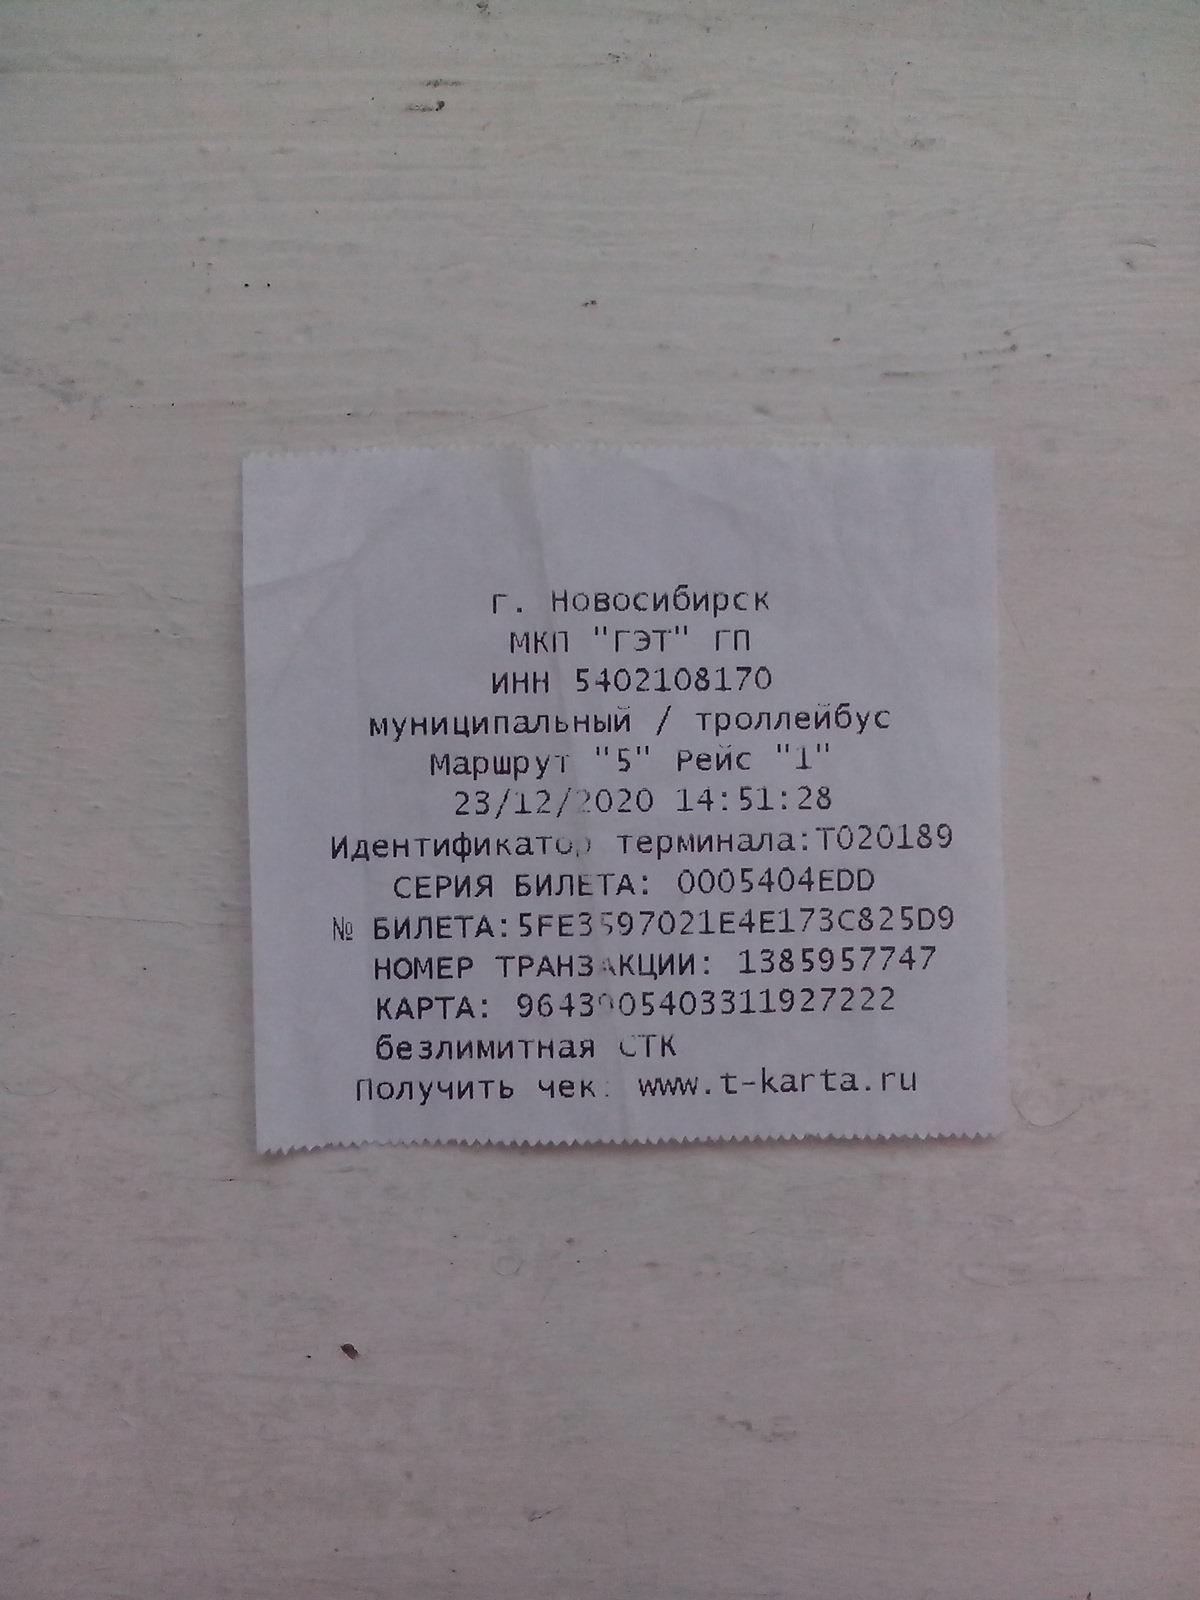 г. Новосибирск
МКП "ГЭТ" ГП
ИНН 5402108170
муниципальный / троллейбус
Маршрут "5" Рейс "1"
23/12/2020 14:51:28
Идентификатор терминала:T020189
СЕРИЯ БИЛЕТА: 0005404EDD
№ БИЛЕТА:5FE3597021E4E173C825D9
НОМЕР ТРАНЗАКЦИИ: 1385957747
КАРТА: 9643905403311927222
безлимитная СТК
Получить чек: www.t-karta.ru